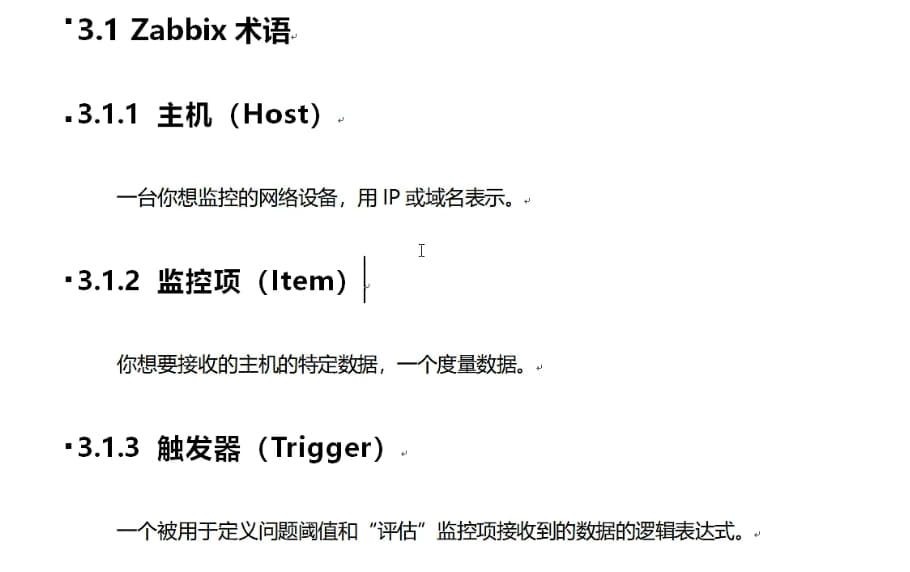 3.1 Zabbix 术语
3.1.1 主机（Host）
一台你想监控的网络设备，用 IP 或域名表示。
3.1.2 监控项（Item）
你想要接收的主机的特定数据，一个度量数据。
3.1.3 触发器（Trigger）
一个被用于定义问题阈值和“评估”监控项接收到的数据的逻辑表达式。